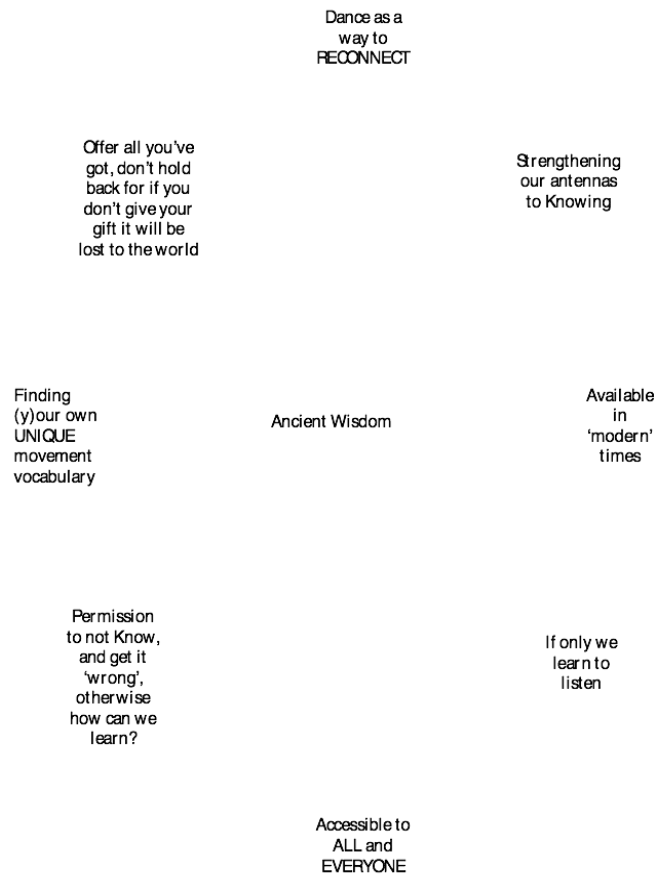 Dance as a
way to
RECONNECT
Offer all you've
got, don't hold
back for if you
don't give your
gift it will be
lost to the world
Strengthening
our antennas
to Knowing
Finding
(y)our own
UNIQUE
movement
vocabulary
Ancient Wisdom
Available
in
'modern'
times
Permission
to not Know,
and get it
'wrong',
otherwise
how can we
learn?
If only we
learn to
listen
Accessible to
ALL and
EVERYONE